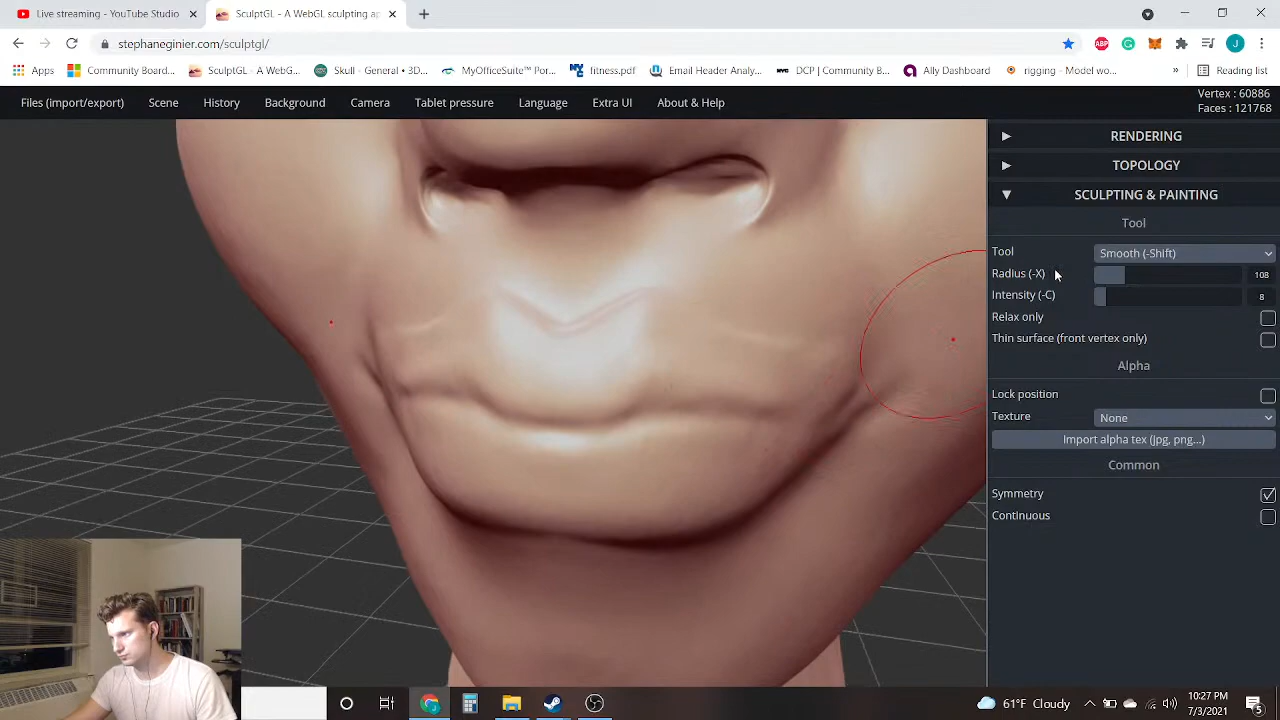 Live streaming - YouTube Studio
SculptGL - A WebGL sculpting ap
stephaneginier.com/sculptgl/
Apps
Community Board...
SculptGL - A WebG...
Skull - General • 3D...
MyOfficeSuite™ Por...
fitness.pdf
Email Header Analy...
DCP | Community B...
Ally Dashboard
rigging - Model wo...
»
Reading list
Files (import/export)
Scene
History
Background
Camera
Tablet pressure
Language
Extra UI
About & Help
Vertex : 60886
Faces : 121768
RENDERING
TOPOLOGY
SCULPTING & PAINTING
Tool
Tool
Smooth (-Shift)
Radius (-X)
108
Intensity (-C)
8
Relax only
Thin surface (front vertex only)
Alpha
Lock position
Texture
None
Import alpha tex (jpg, png...)
Common
Symmetry
Continuous
61°F Cloudy
10:27 PM
7/3/2021